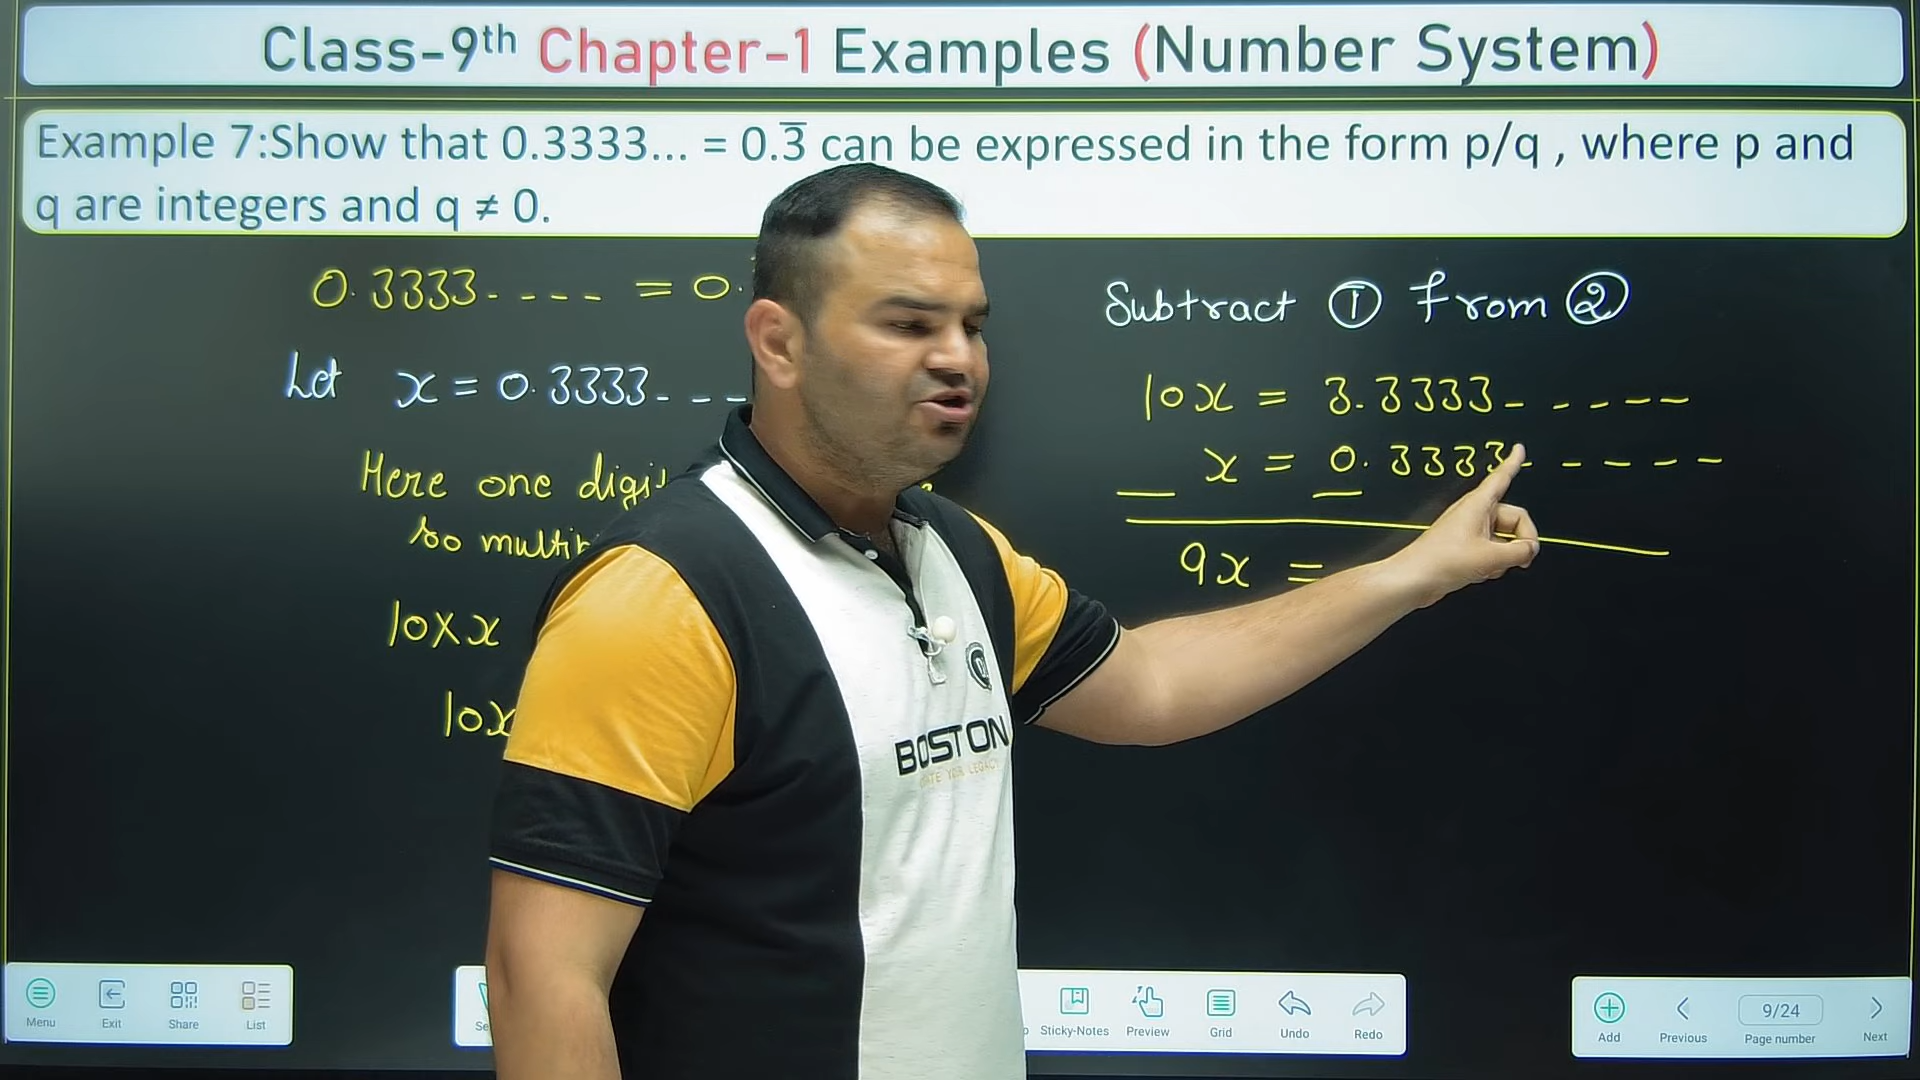 Class-9th Chapter-1 Examples (Number System)
Example 7:Show that 0.3333... = 0.3̅ can be expressed in the form p/q , where p and
q are integers and q ≠ 0.
0.3333---- = 0.
Let x = 0.3333---
Here one
so
10×x
10x
Subtract ① from ②
10x = 3.3333-----
x = 0.3333-----
9x =
BOSTON
Menu
Exit
Share
List
Sticky-Notes
Preview
Grid
Undo
Redo
Add
Previous
9/24
Page number
Next